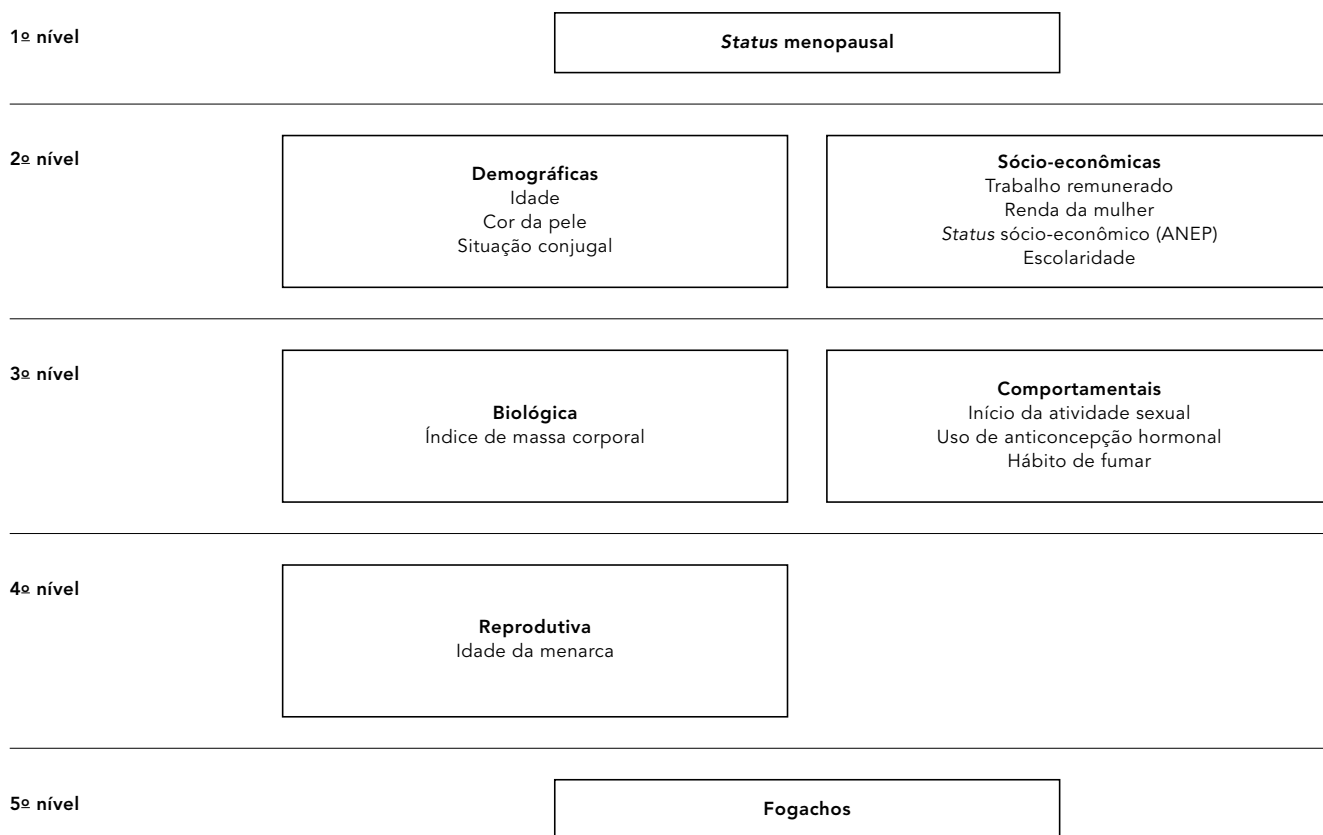 1º nível
Status menopausal
2º nível
Demográficas
Idade
Cor da pele
Situação conjugal
Sócio-econômicas
Trabalho remunerado
Renda da mulher
Status sócio-econômico (ANEP)
Escolaridade
3º nível
Biológica
Índice de massa corporal
Comportamentais
Início da atividade sexual
Uso de anticoncepção hormonal
Hábito de fumar
4º nível
Reprodutiva
Idade da menarca
5º nível
Fogachos